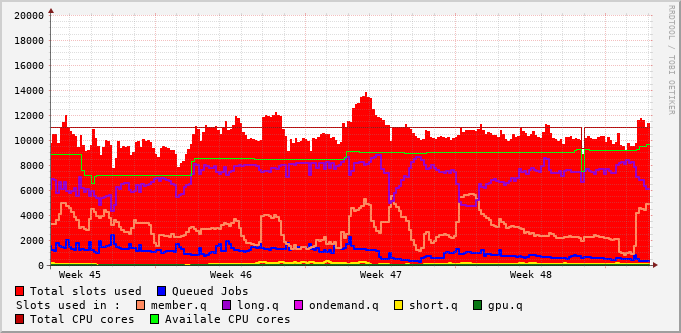 20000
18000
16000
14000
12000
10000
8000
6000
4000
2000
0
Week 45 Week 46 Week 47 Week 48
RRDTOOL / TOBI OETIKER
Total slots used Queued Jobs
Slots used in : member.q long.q ondemand.q short.q gpu.q
Total CPU cores Availale CPU cores